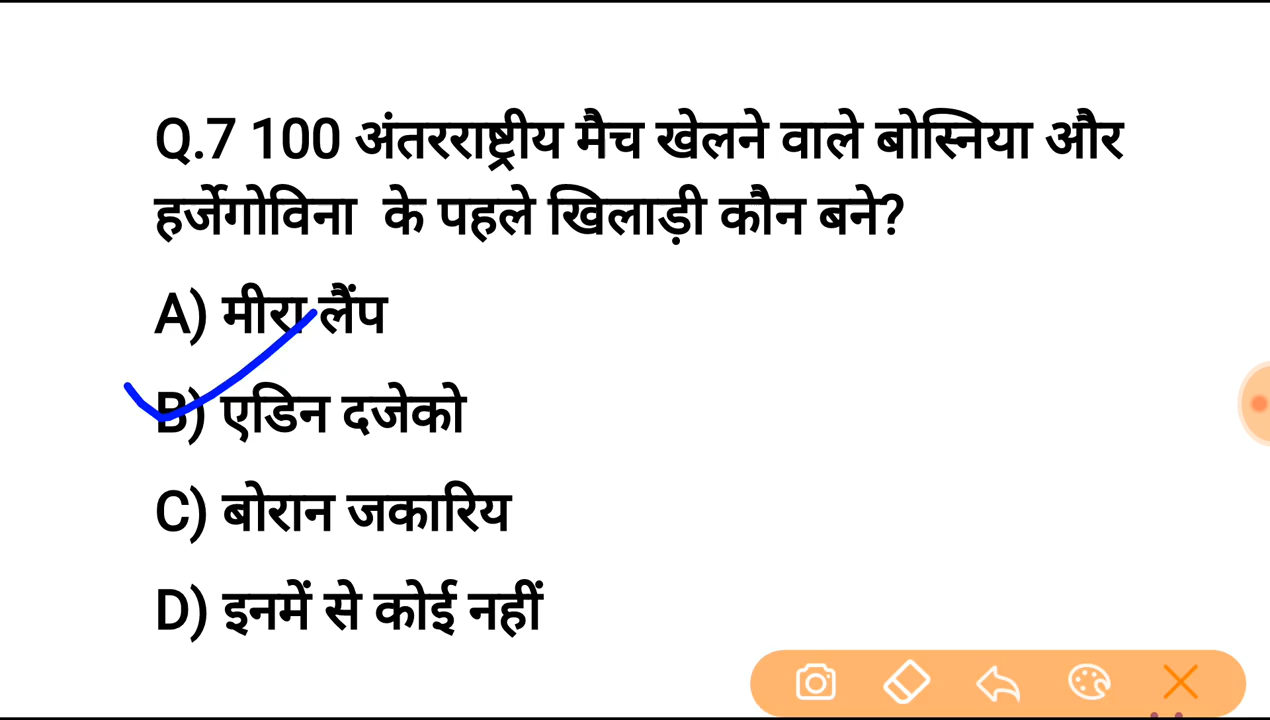 Q.7 100 अंतरराष्ट्रीय मैच खेलने वाले बोस्निया और
हर्जेगोविना के पहले खिलाड़ी कौन बने?
A) मीरा लैंप
B) एडिन दजेको
C) बोरान जकारिय
D) इनमें से कोई नहीं